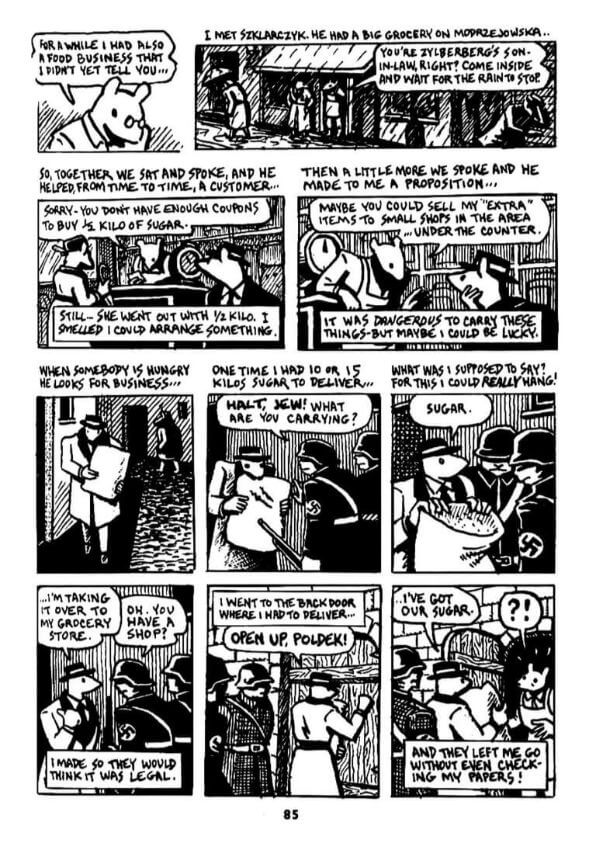 FOR A WHILE I HAD ALSO
A FOOD BUSINESS THAT
I DIDN'T YET TELL YOU...
I MET SZKLARCZYK. HE HAD A BIG GROCERY ON MODRZEJOWSKA..
YOU'RE ZYLBERBERG'S SON-
IN-LAW, RIGHT? COME INSIDE
AND WAIT FOR THE RAIN TO STOP.
SO, TOGETHER WE SAT AND SPOKE, AND HE
HELPED, FROM TIME TO TIME, A CUSTOMER...
SORRY-YOU DON'T HAVE ENOUGH COUPONS
TO BUY ½ KILO OF SUGAR.
STILL- SHE WENT OUT WITH ½ KILO. I
SMELLED I COULD ARRANGE SOMETHING.
THEN A LITTLE MORE WE SPOKE AND HE
MADE TO ME A PROPOSITION...
MAYBE YOU COULD SELL MY "EXTRA"
ITEMS TO SMALL SHOPS IN THE AREA
...UNDER THE COUNTER.
IT WAS DANGEROUS TO CARRY THESE
THINGS-BUT MAYBE I COULD BE LUCKY.
WHEN SOMEBODY IS HUNGRY
HE LOOKS FOR BUSINESS...
ONE TIME I HAD 10 OR 15
KILOS SUGAR TO DELIVER...
HALT, JEW! WHAT
ARE YOU CARRYING?
WHAT WAS I SUPPOSED TO SAY?
FOR THIS I COULD REALLY HANG!
SUGAR.
...I'M TAKING
IT OVER TO
MY GROCERY
STORE.
OH. YOU
HAVE A
SHOP?
I MADE SO THEY WOULD
THINK IT WAS LEGAL.
I WENT TO THE BACK DOOR
WHERE I HAD TO DELIVER...
OPEN UP, POLDEK!
...I'VE GOT
OUR SUGAR.
?!
AND THEY LEFT ME GO
WITHOUT EVEN CHECK-
ING MY PAPERS!
85